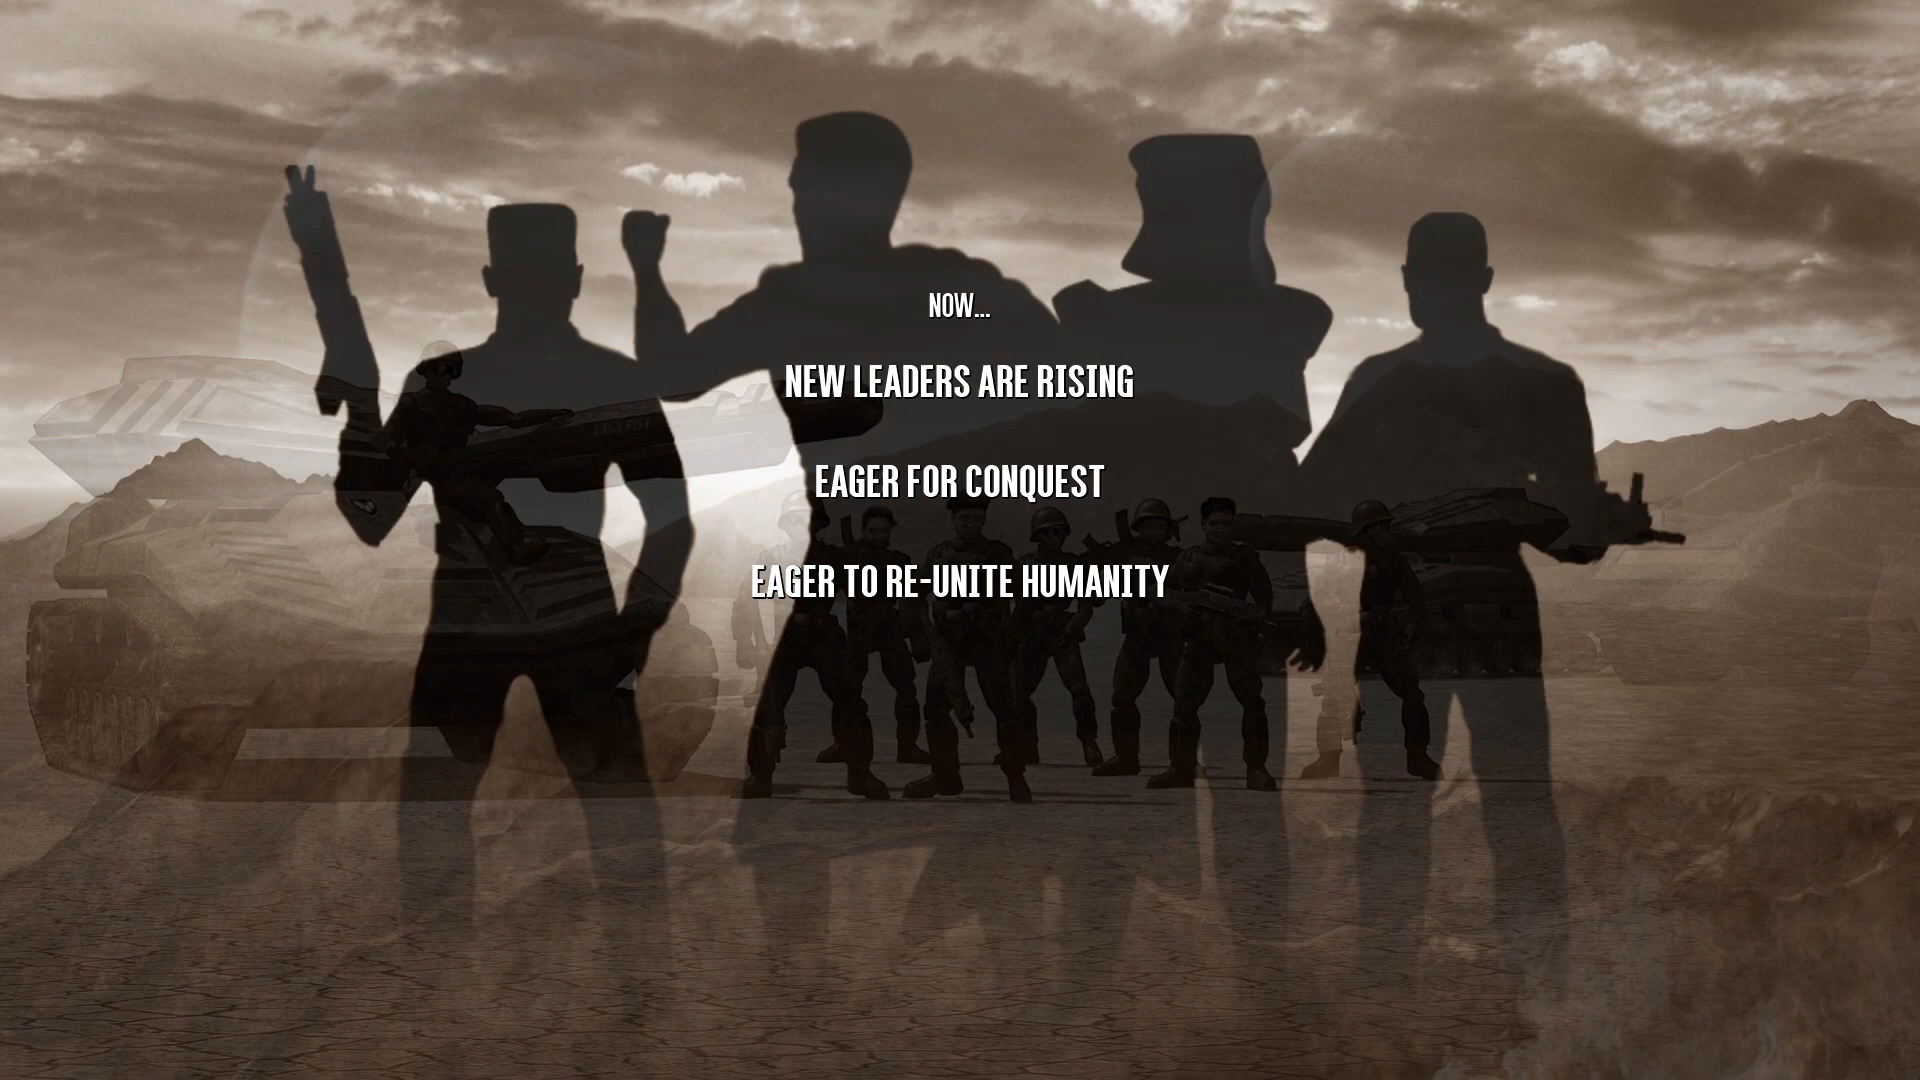 NOW...
NEW LEADERS ARE RISING
EAGER FOR CONQUEST
EAGER TO RE-UNITE HUMANITY